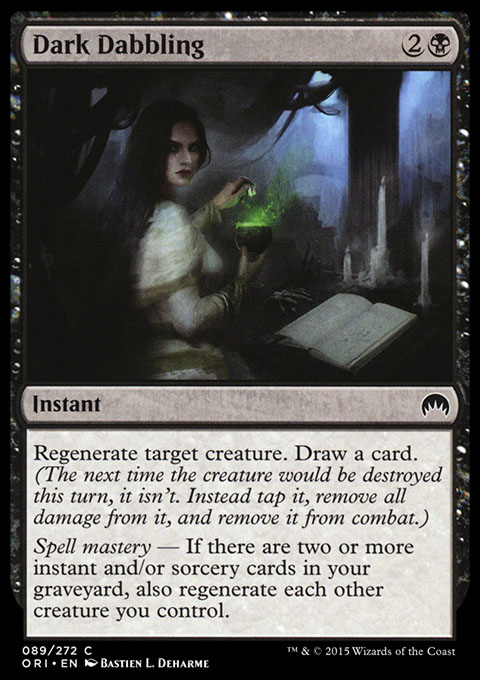 Dark Dabbling 2
Instant
Regenerate target creature. Draw a card.
(The next time the creature would be destroyed
this turn, it isn't. Instead tap it, remove all
damage from it, and remove it from combat.)
Spell mastery — If there are two or more
instant and/or sorcery cards in your
graveyard, also regenerate each other
creature you control.
089/272 C
ORI • EN Bastien L. Deharme
™ & © 2015 Wizards of the Coast